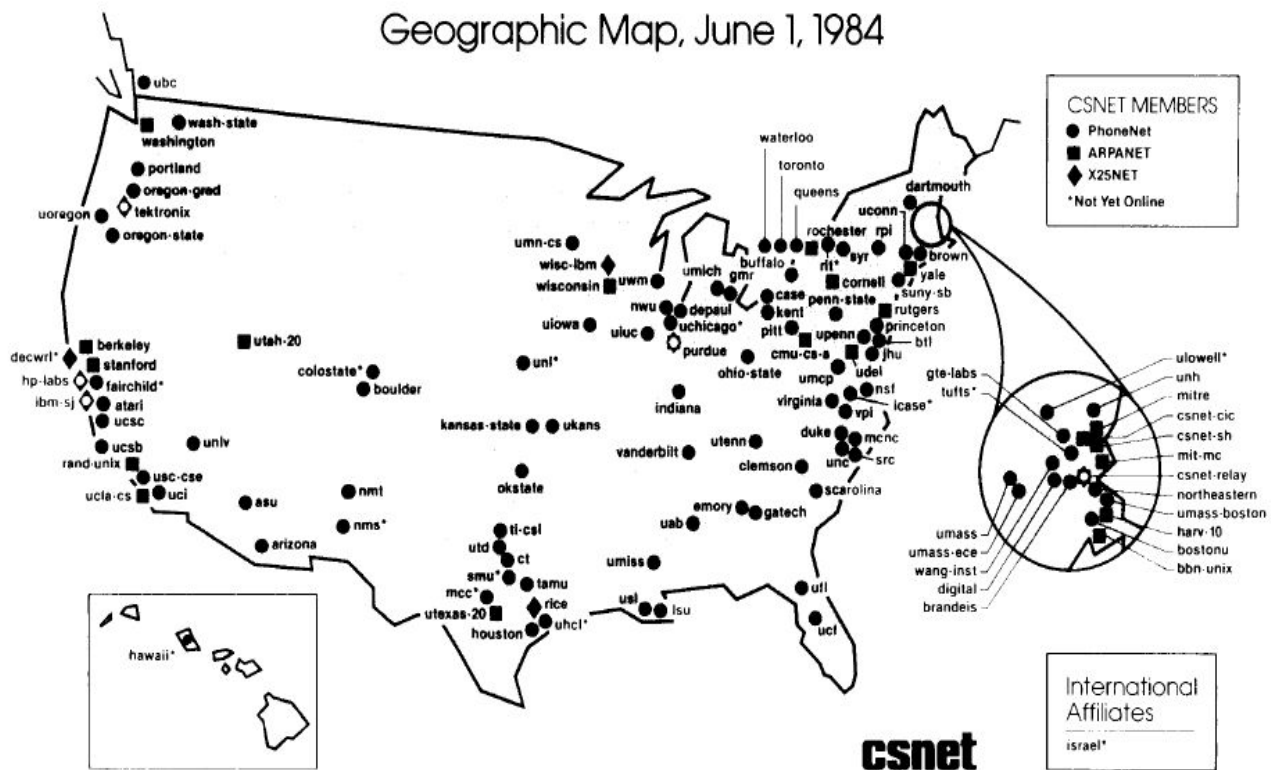 Geographic Map, June 1, 1984
CSNET MEMBERS
PhoneNet
ARPANET
X25NET
*Not Yet Online
ubc
wash-state
washington
portland
oregon-grad
tektronix
uoregon
oregon-state
berkeley
decwrl*
stanford
hp-labs
fairchild*
ibm-sj
atari
ucsc
ucsb
univ
rand-unix
usc-cse
ucla-cs
uci
utah-20
colostate*
boulder
asu
arizona
nmt
nms*
umn-cs
wisc-ibm
wisconsin
uwm
uiowa
uiuc
unl*
kansas-state
ukans
okstate
ti-csl
utd
ct
smu*
tamu
mcc*
rice
utexas-20
uhcl*
houston
waterloo
toronto
queens
dartmouth
uconn
rochester
rpi
buffalo
rit*
syr
brown
yale
umich
gmr
cornell
suny-sb
nwu
depaul
case
penn-state
rutgers
uchicago*
kent
princeton
pitt
upenn
btl
purdue
cmu-cs-a
jhu
udel
ohio-state
umcp
nsf
indiana
virginia
icase*
vpi
duke
mcnc
utenn
vanderbilt
unc
src
clemson
scarolina
emory
gatech
uab
umiss
usl
lsu
ufl
ucf
ulowell*
gte-labs
unh
tufts*
mitre
csnet-cic
csnet-sh
mit-mc
csnet-relay
northeastern
umass-boston
umass
harv-10
umass-ece
bostonu
wang-inst
bbn-unix
digital
brandeis
hawaii*
International
Affiliates
israel*
csnet